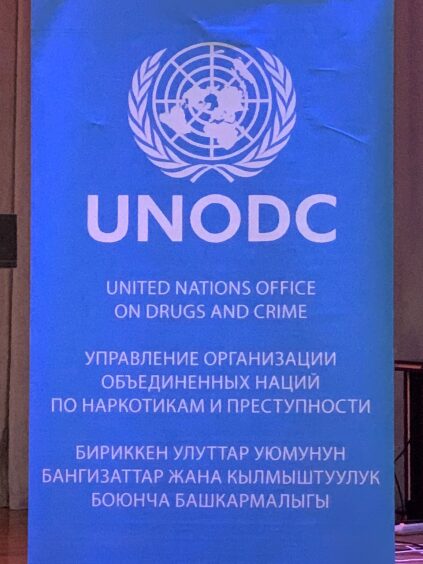 UNODC
UNITED NATIONS OFFICE
ON DRUGS AND CRIME
УПРАВЛЕНИЕ ОРГАНИЗАЦИИ
ОБЪЕДИНЕННЫХ НАЦИЙ
ПО НАРКОТИКАМ И ПРЕСТУПНОСТИ
БИРИККЕН УЛУТТАР УЮМУНУН
БАНГИЗАТТАР ЖАНА КЫЛМЫШТУУЛУК
БОЮНЧА БАШКАРМАЛЫГЫ